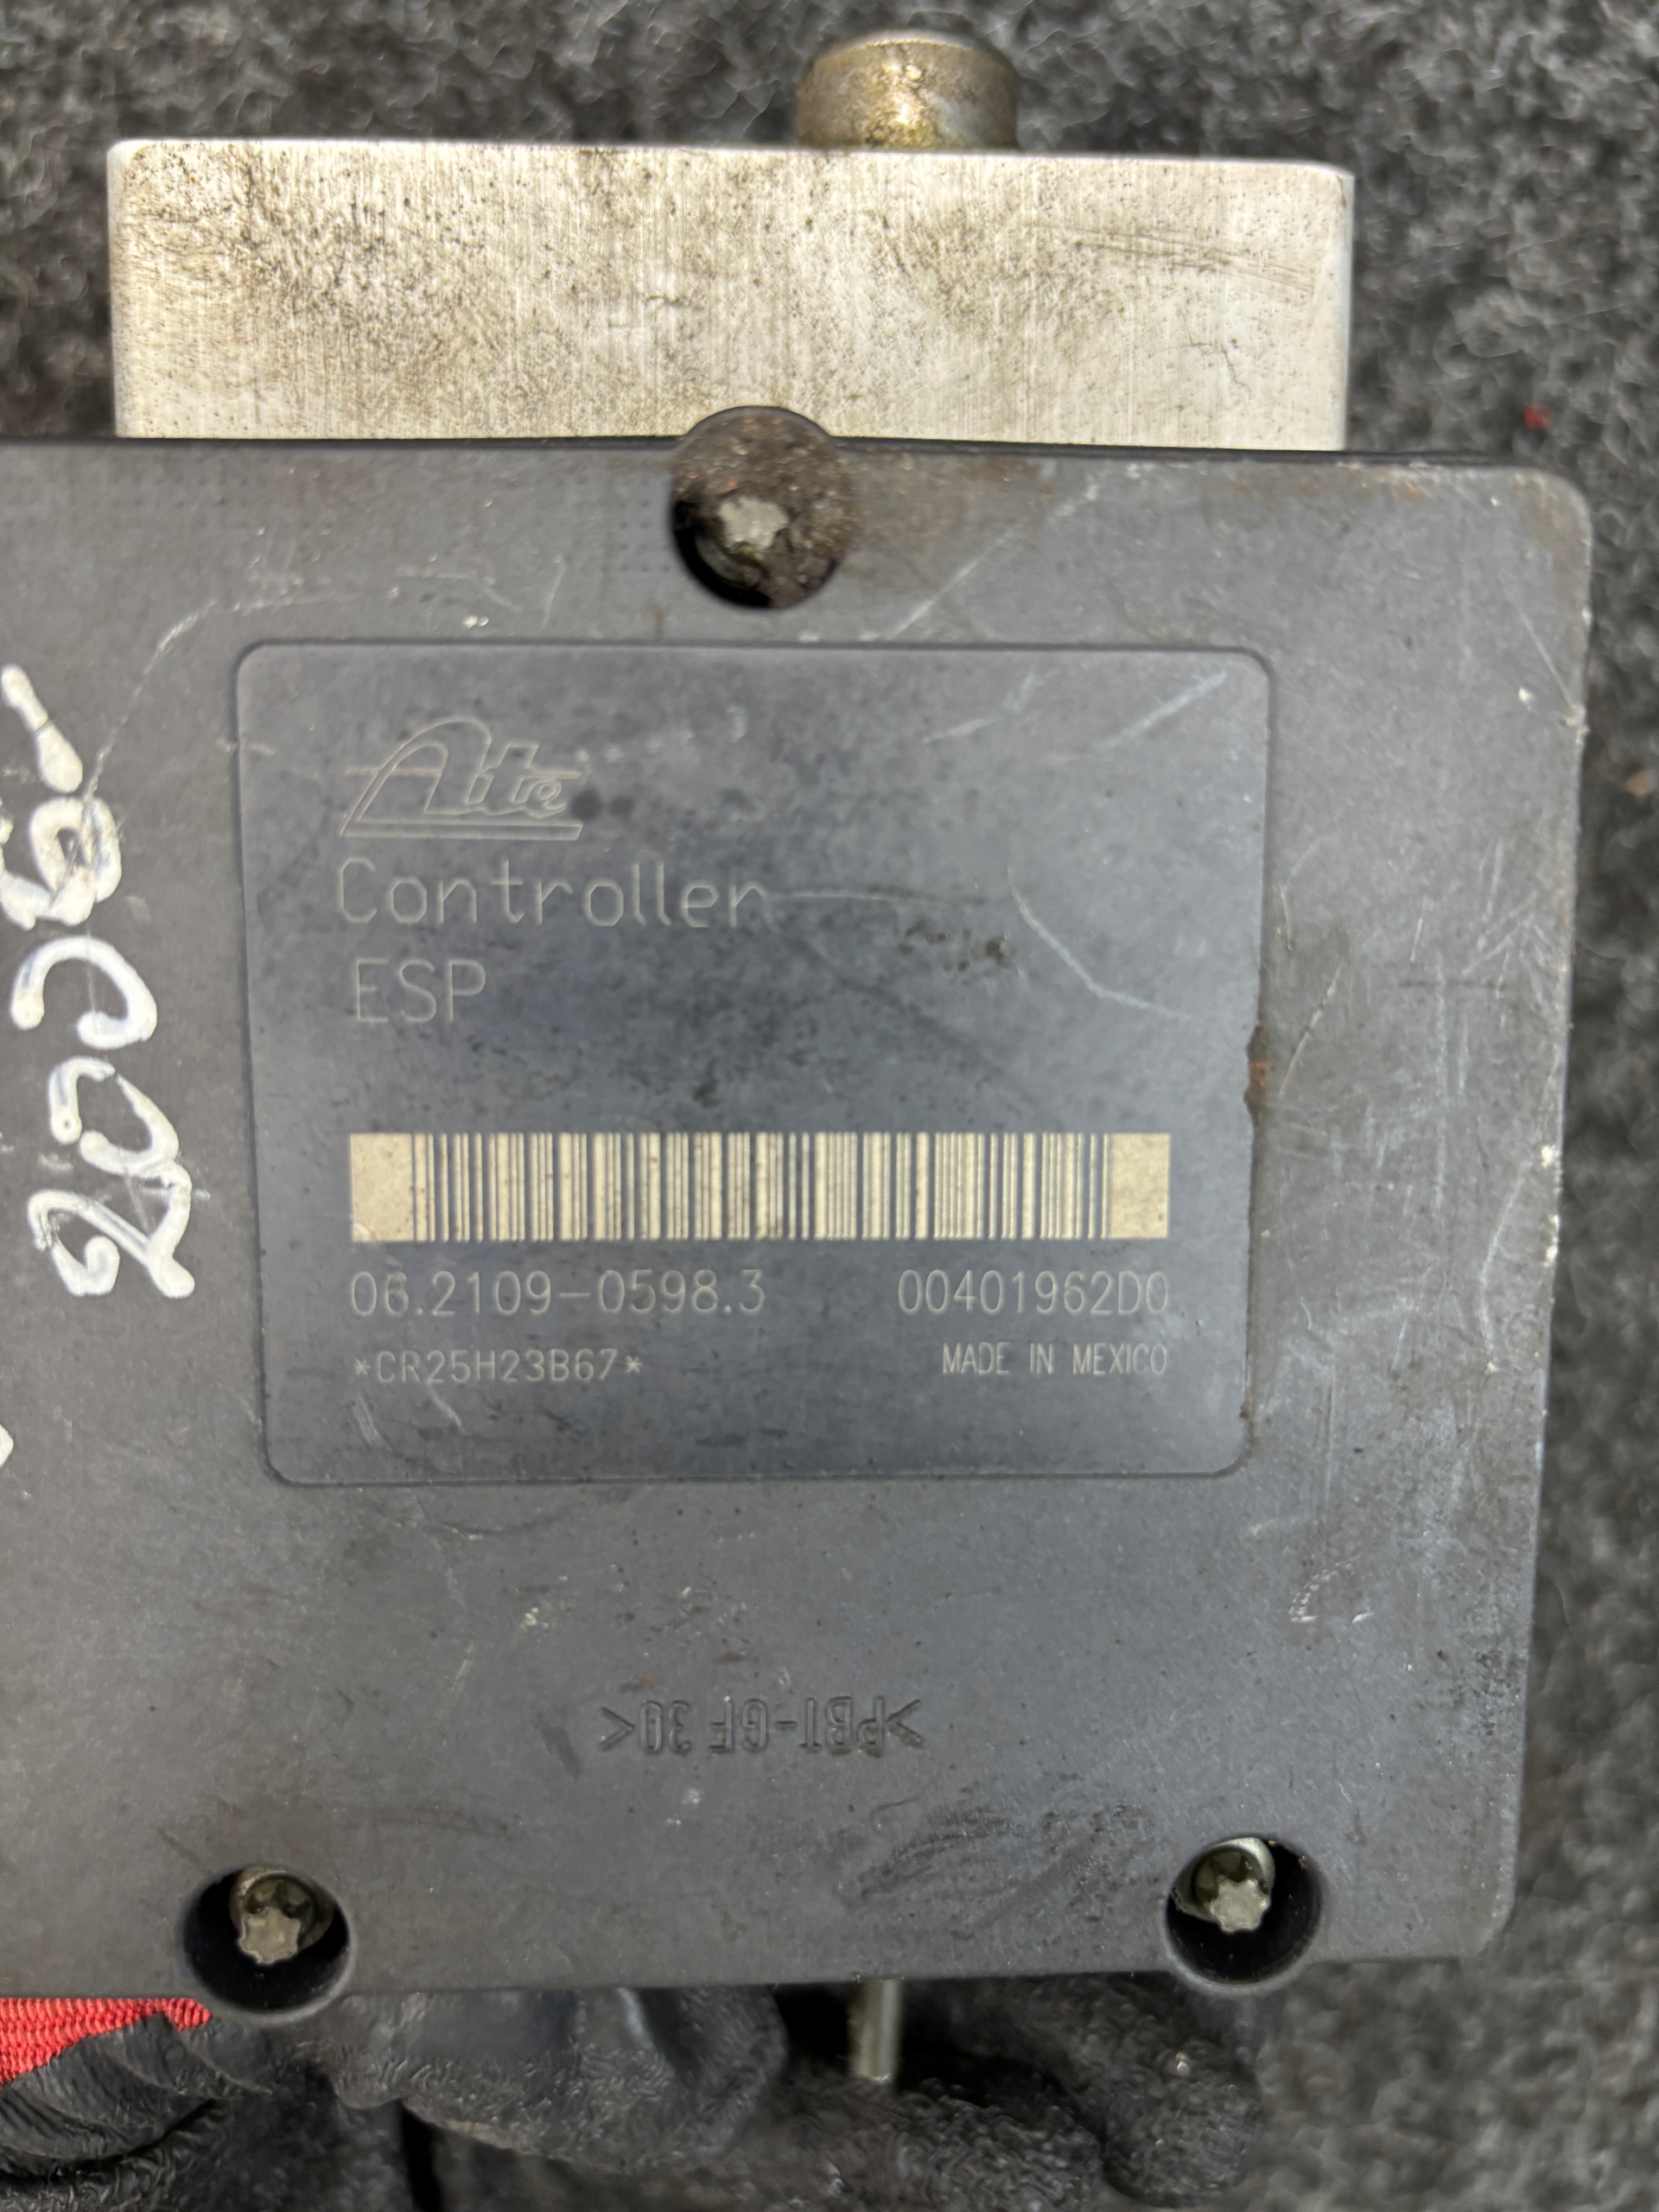 Ate
Controller
ESP
06.2109-0598.3 00401962D0
*CR25H23B67* MADE IN MEXICO
>PBT-GF 30<
2006